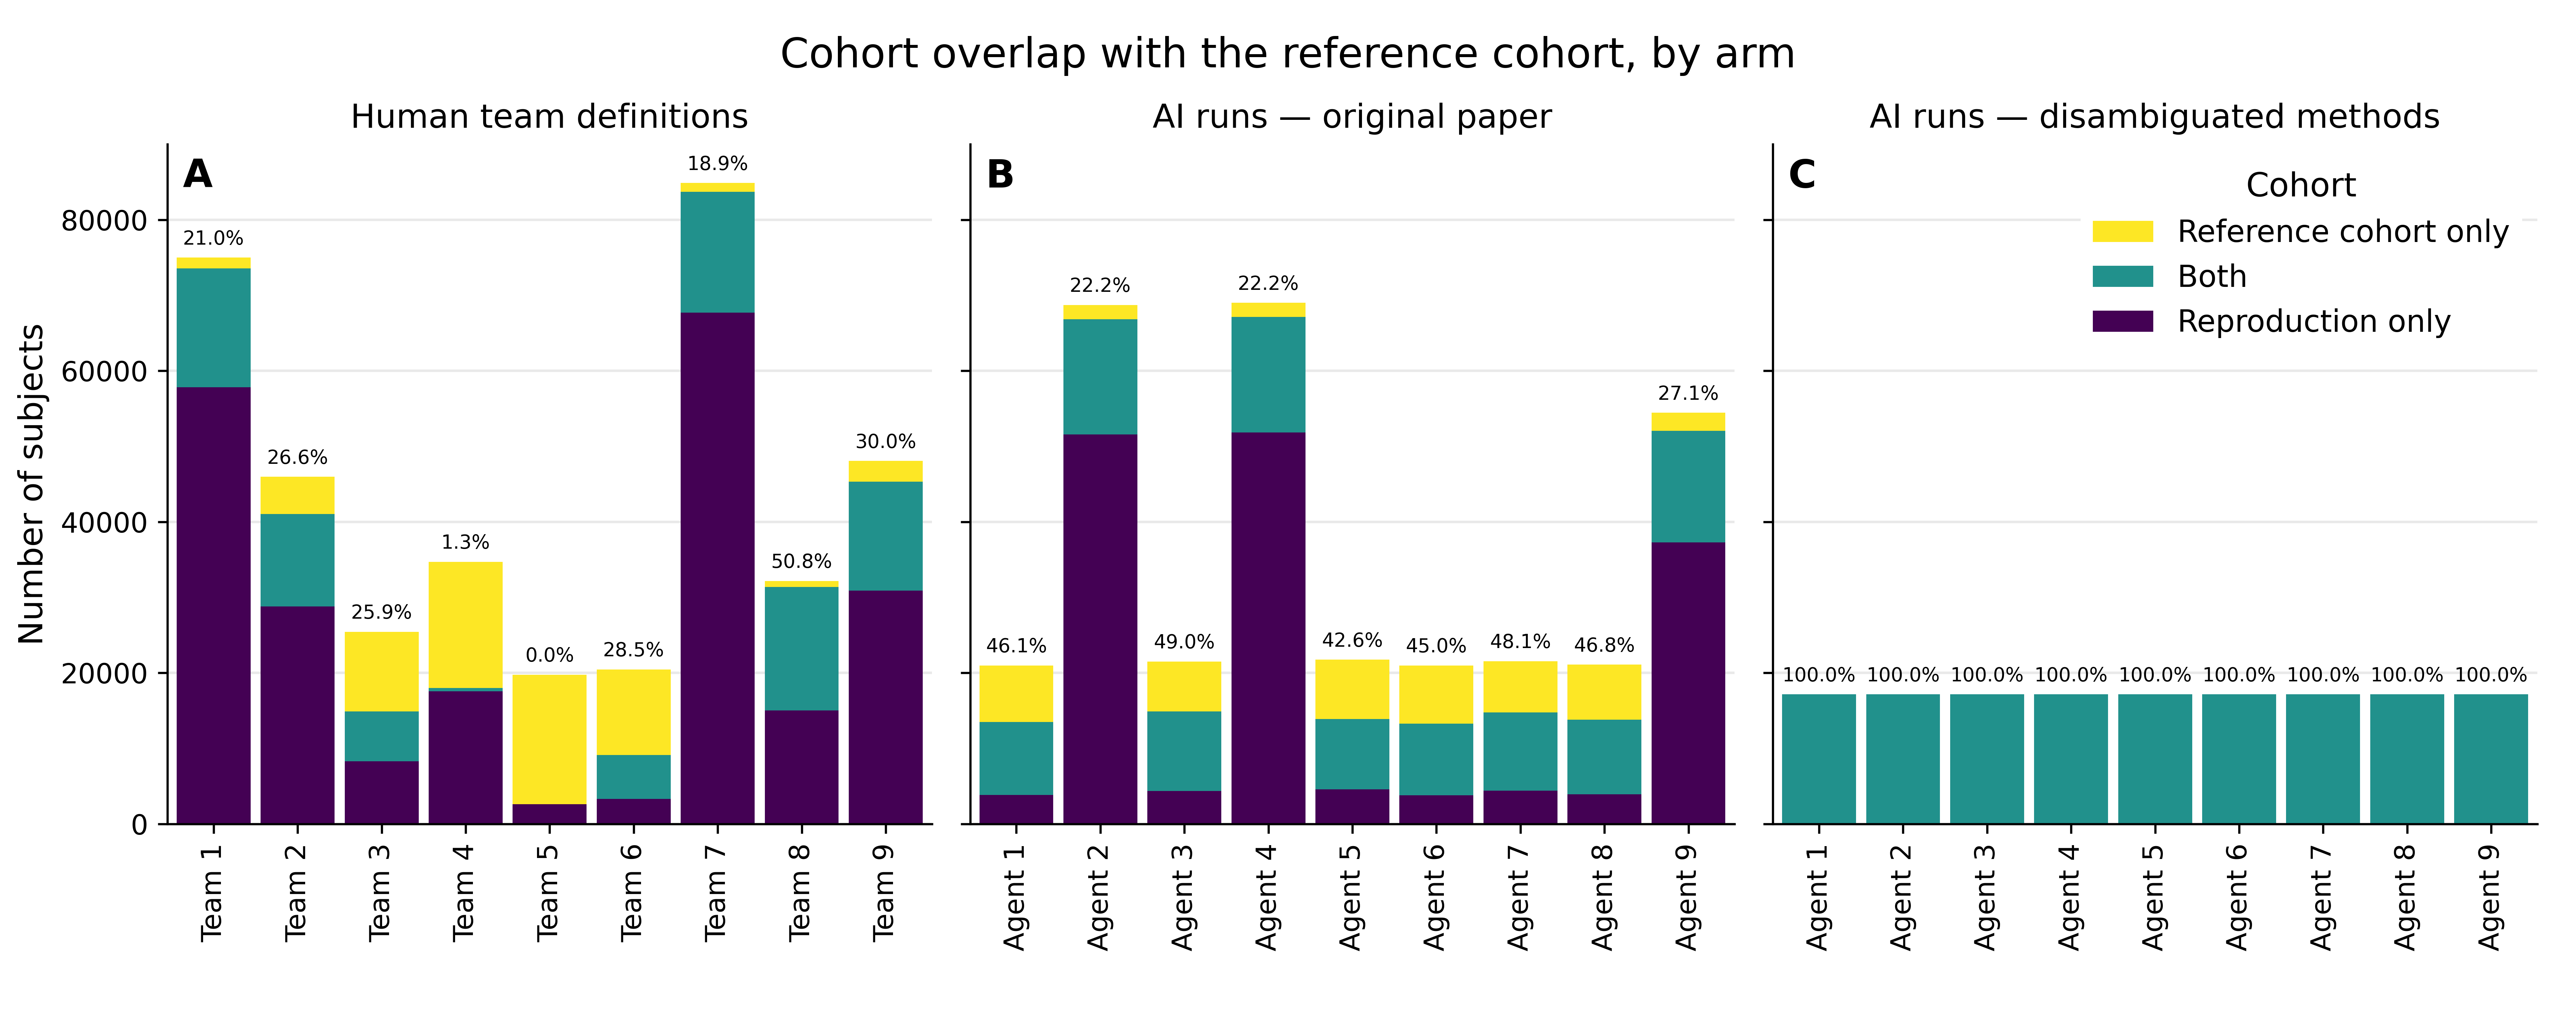 Cohort overlap with the reference cohort, by arm
Human team definitions
A
Number of subjects
80000
60000
40000
20000
0
21.0%
26.6%
25.9%
1.3%
0.0%
28.5%
18.9%
50.8%
30.0%
Team 1
Team 2
Team 3
Team 4
Team 5
Team 6
Team 7
Team 8
Team 9
AI runs — original paper
B
46.1%
22.2%
49.0%
22.2%
42.6%
45.0%
48.1%
46.8%
27.1%
Agent 1
Agent 2
Agent 3
Agent 4
Agent 5
Agent 6
Agent 7
Agent 8
Agent 9
AI runs — disambiguated methods
C
Cohort
Reference cohort only
Both
Reproduction only
100.0%
100.0%
100.0%
100.0%
100.0%
100.0%
100.0%
100.0%
100.0%
Agent 1
Agent 2
Agent 3
Agent 4
Agent 5
Agent 6
Agent 7
Agent 8
Agent 9